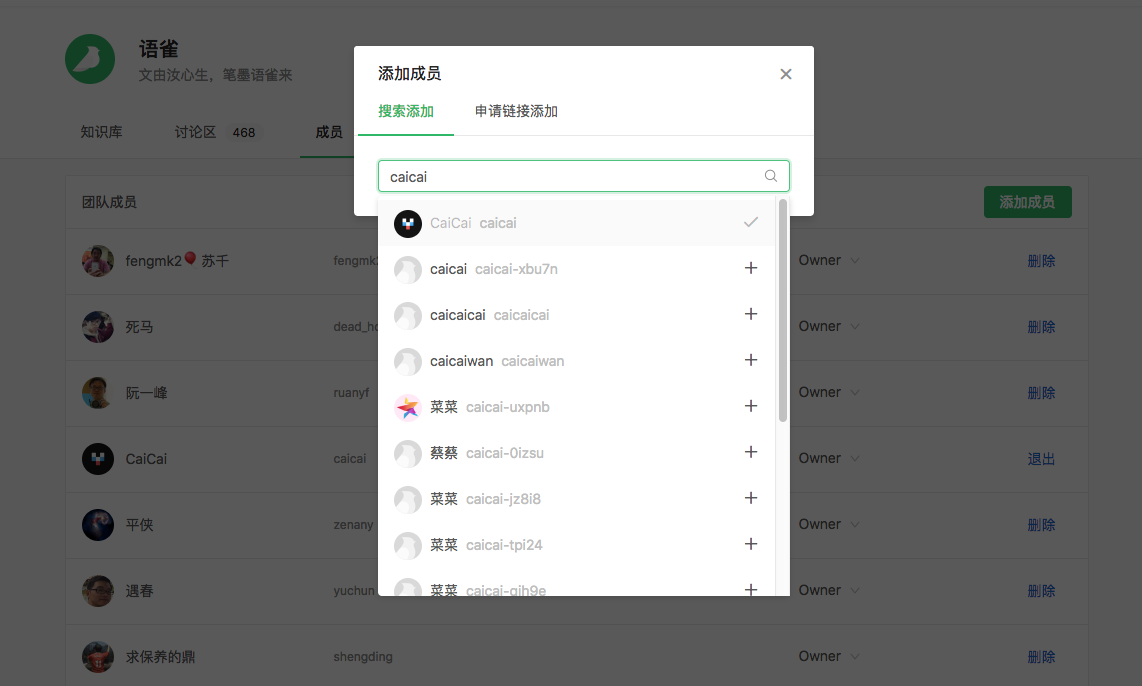 语雀
文由汝心生，笔墨语雀来
知识库
讨论区 468
成员
添加成员
搜索添加
申请链接添加
caicai
CaiCai caicai
caicai caicai-xbu7n
caicaicai caicaicai
caicaiwan caicaiwan
菜菜 caicai-uxpnb
蔡蔡 caicai-0izsu
菜菜 caicai-jz8i8
菜菜 caicai-tpi24
菜菜
团队成员
添加成员
fengmk2 苏千 fengmk2 Owner 删除
死马 dead_ho Owner 删除
阮一峰 ruanyf Owner 删除
CaiCai caicai Owner 退出
平侠 zenany Owner 删除
遇春 yuchun Owner 删除
求保养的鼎 shengding Owner 删除